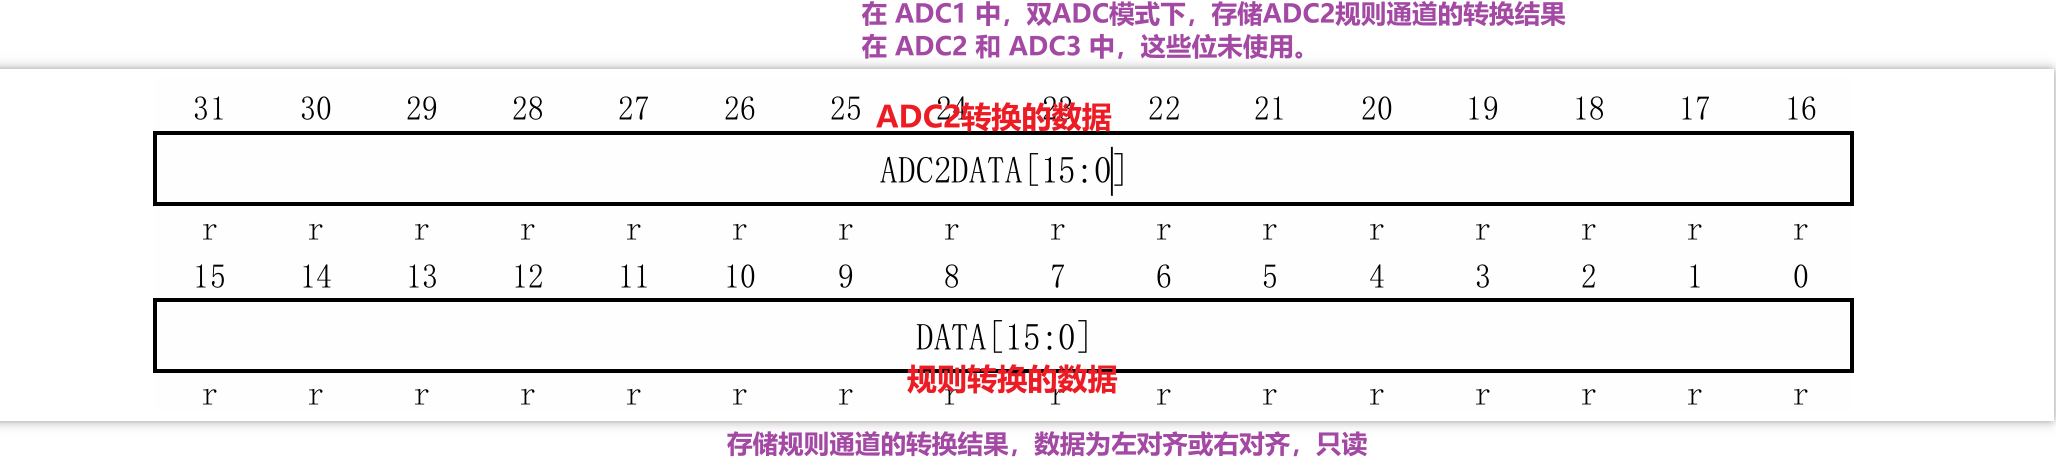 在 ADC1 中，双ADC模式下，存储ADC2规则通道的转换结果
在 ADC2 和 ADC3 中，这些位未使用。
31 30 29 28 27 26 25 24 23 22 21 20 19 18 17 16
ADC2转换的数据
ADC2DATA[15:0]
r r r r r r r r r r r r r r r r
15 14 13 12 11 10 9 8 7 6 5 4 3 2 1 0
DATA[15:0]
规则转换的数据
r r r r r r r r r r r r r r r r
存储规则通道的转换结果，数据为左对齐或右对齐，只读